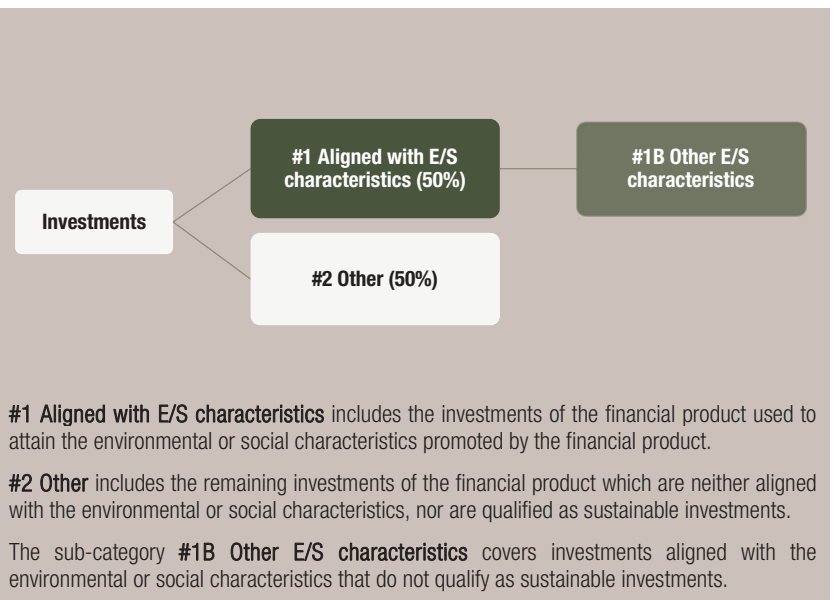 #1 Aligned with E/S
characteristics (50%)
#1B Other E/S
characteristics
Investments
#2 Other (50%)
#1 Aligned with E/S characteristics includes the investments of the financial product used to
attain the environmental or social characteristics promoted by the financial product.
#2 Other includes the remaining investments of the financial product which are neither aligned
with the environmental or social characteristics, nor are qualified as sustainable investments.
The sub-category #1B Other E/S characteristics covers investments aligned with the
environmental or social characteristics that do not qualify as sustainable investments.